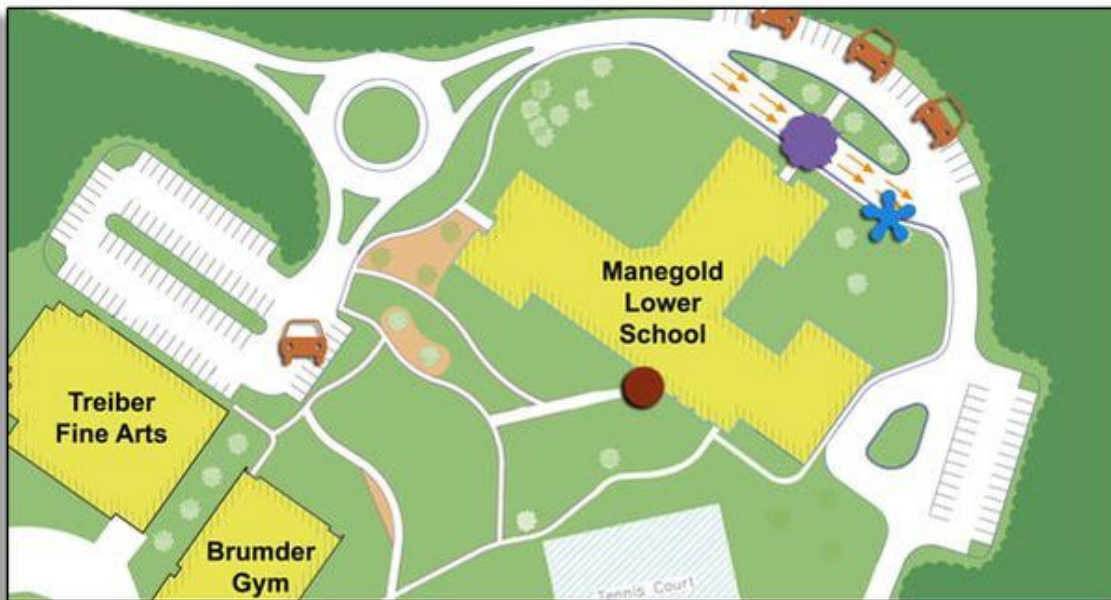 Manegold
Lower
School
Treiber
Fine Arts
Brumder
Gym
Tennis Court